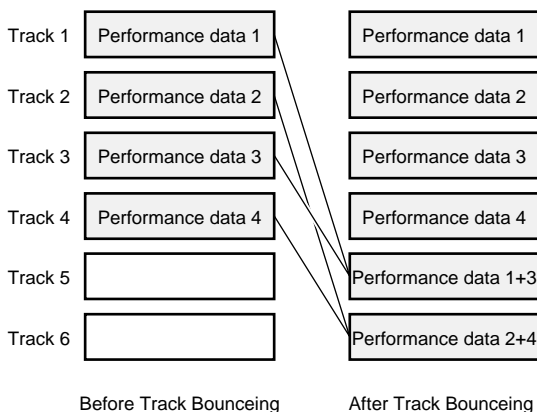 Track 1 Performance data 1 Performance data 1
Track 2 Performance data 2 Performance data 2
Track 3 Performance data 3 Performance data 3
Track 4 Performance data 4 Performance data 4
Track 5 Performance data 1+3
Track 6 Performance data 2+4
Before Track Bounceing After Track Bounceing